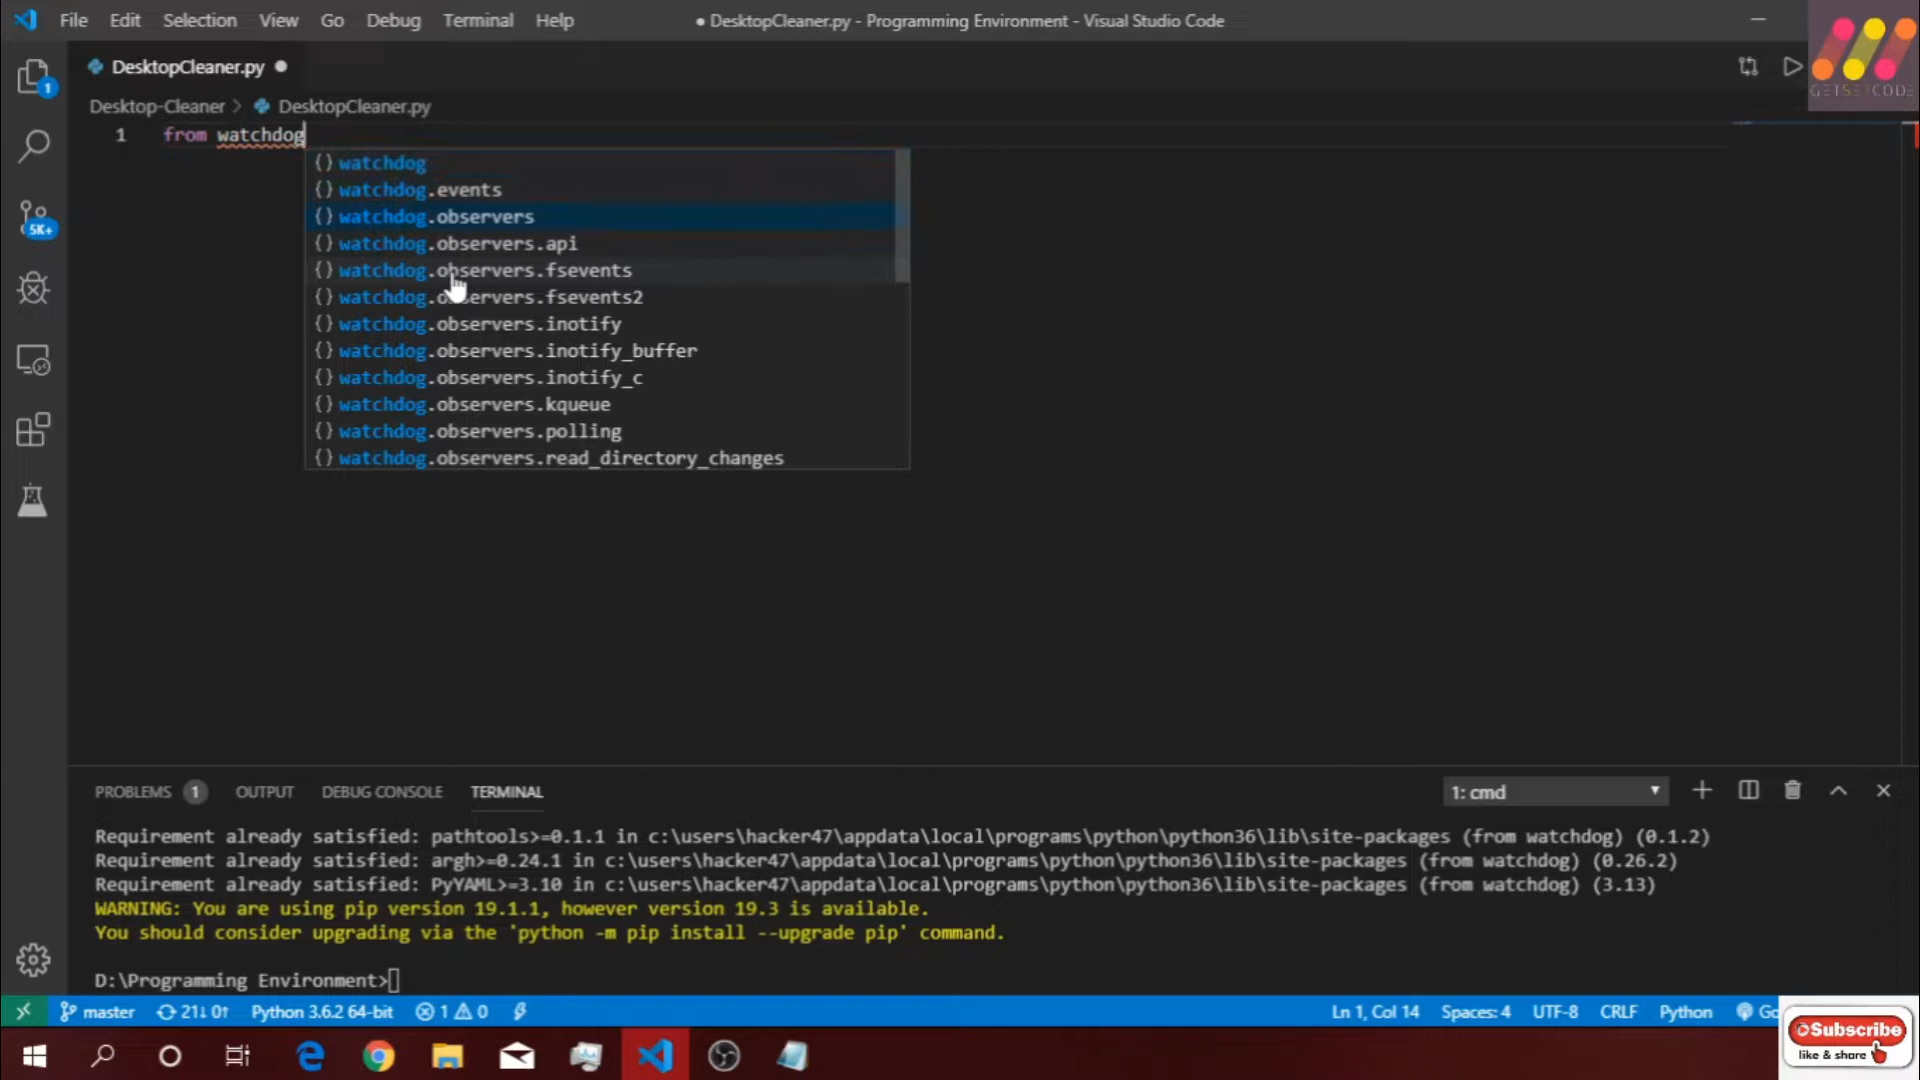 File Edit Selection View Go Debug Terminal Help
● DesktopCleaner.py - Programming Environment - Visual Studio Code
GETSETCODE
DesktopCleaner.py
1
Desktop-Cleaner > DesktopCleaner.py
1 from watchdog
{} watchdog
{} watchdog.events
{} watchdog.observers
5K+
{} watchdog.observers.api
{} watchdog.observers.fsevents
{} watchdog.observers.fsevents2
{} watchdog.observers.inotify
{} watchdog.observers.inotify_buffer
{} watchdog.observers.inotify_c
{} watchdog.observers.kqueue
{} watchdog.observers.polling
{} watchdog.observers.read_directory_changes
PROBLEMS 1 OUTPUT DEBUG CONSOLE TERMINAL
1: cmd
Requirement already satisfied: pathtools>=0.1.1 in c:\users\hacker47\appdata\local\programs\python\python36\lib\site-packages (from watchdog) (0.1.2)
Requirement already satisfied: argh>=0.24.1 in c:\users\hacker47\appdata\local\programs\python\python36\lib\site-packages (from watchdog) (0.26.2)
Requirement already satisfied: PyYAML>=3.10 in c:\users\hacker47\appdata\local\programs\python\python36\lib\site-packages (from watchdog) (3.13)
WARNING: You are using pip version 19.1.1, however version 19.3 is available.
You should consider upgrading via the 'python -m pip install --upgrade pip' command.
D:\Programming Environment>
master 21↓ 0↑ Python 3.6.2 64-bit 1 0
Ln 1, Col 14 Spaces: 4 UTF-8 CRLF Python Go
Subscribe
like & share